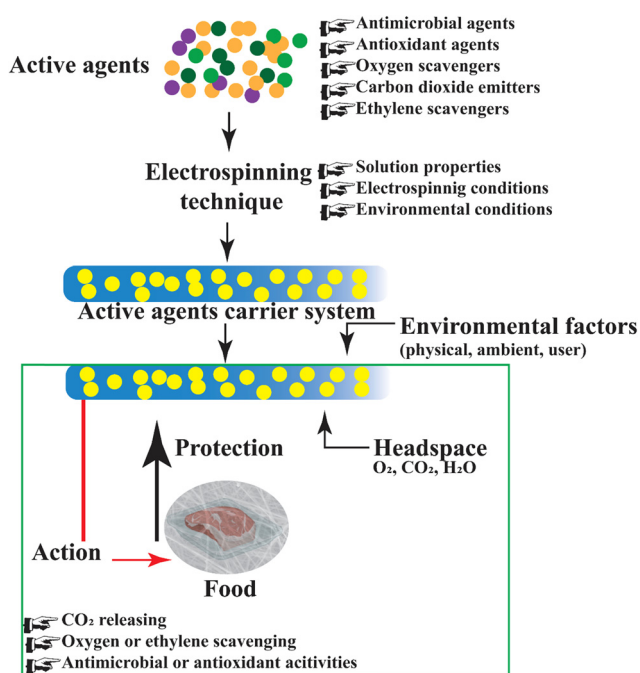 Antimicrobial agents
Active agents
Antioxidant agents
Oxygen scavengers
Carbon dioxide emitters
Ethylene scavengers
Electrospinning
technique
Solution properties
Electrospinnig conditions
Environmental conditions
Active agents carrier system
Environmental factors
(physical, ambient, user)
Protection
Headspace
O₂, CO₂, H₂O
Action
Food
CO₂ releasing
Oxygen or ethylene scavenging
Antimicrobial or antioxidant acitivities